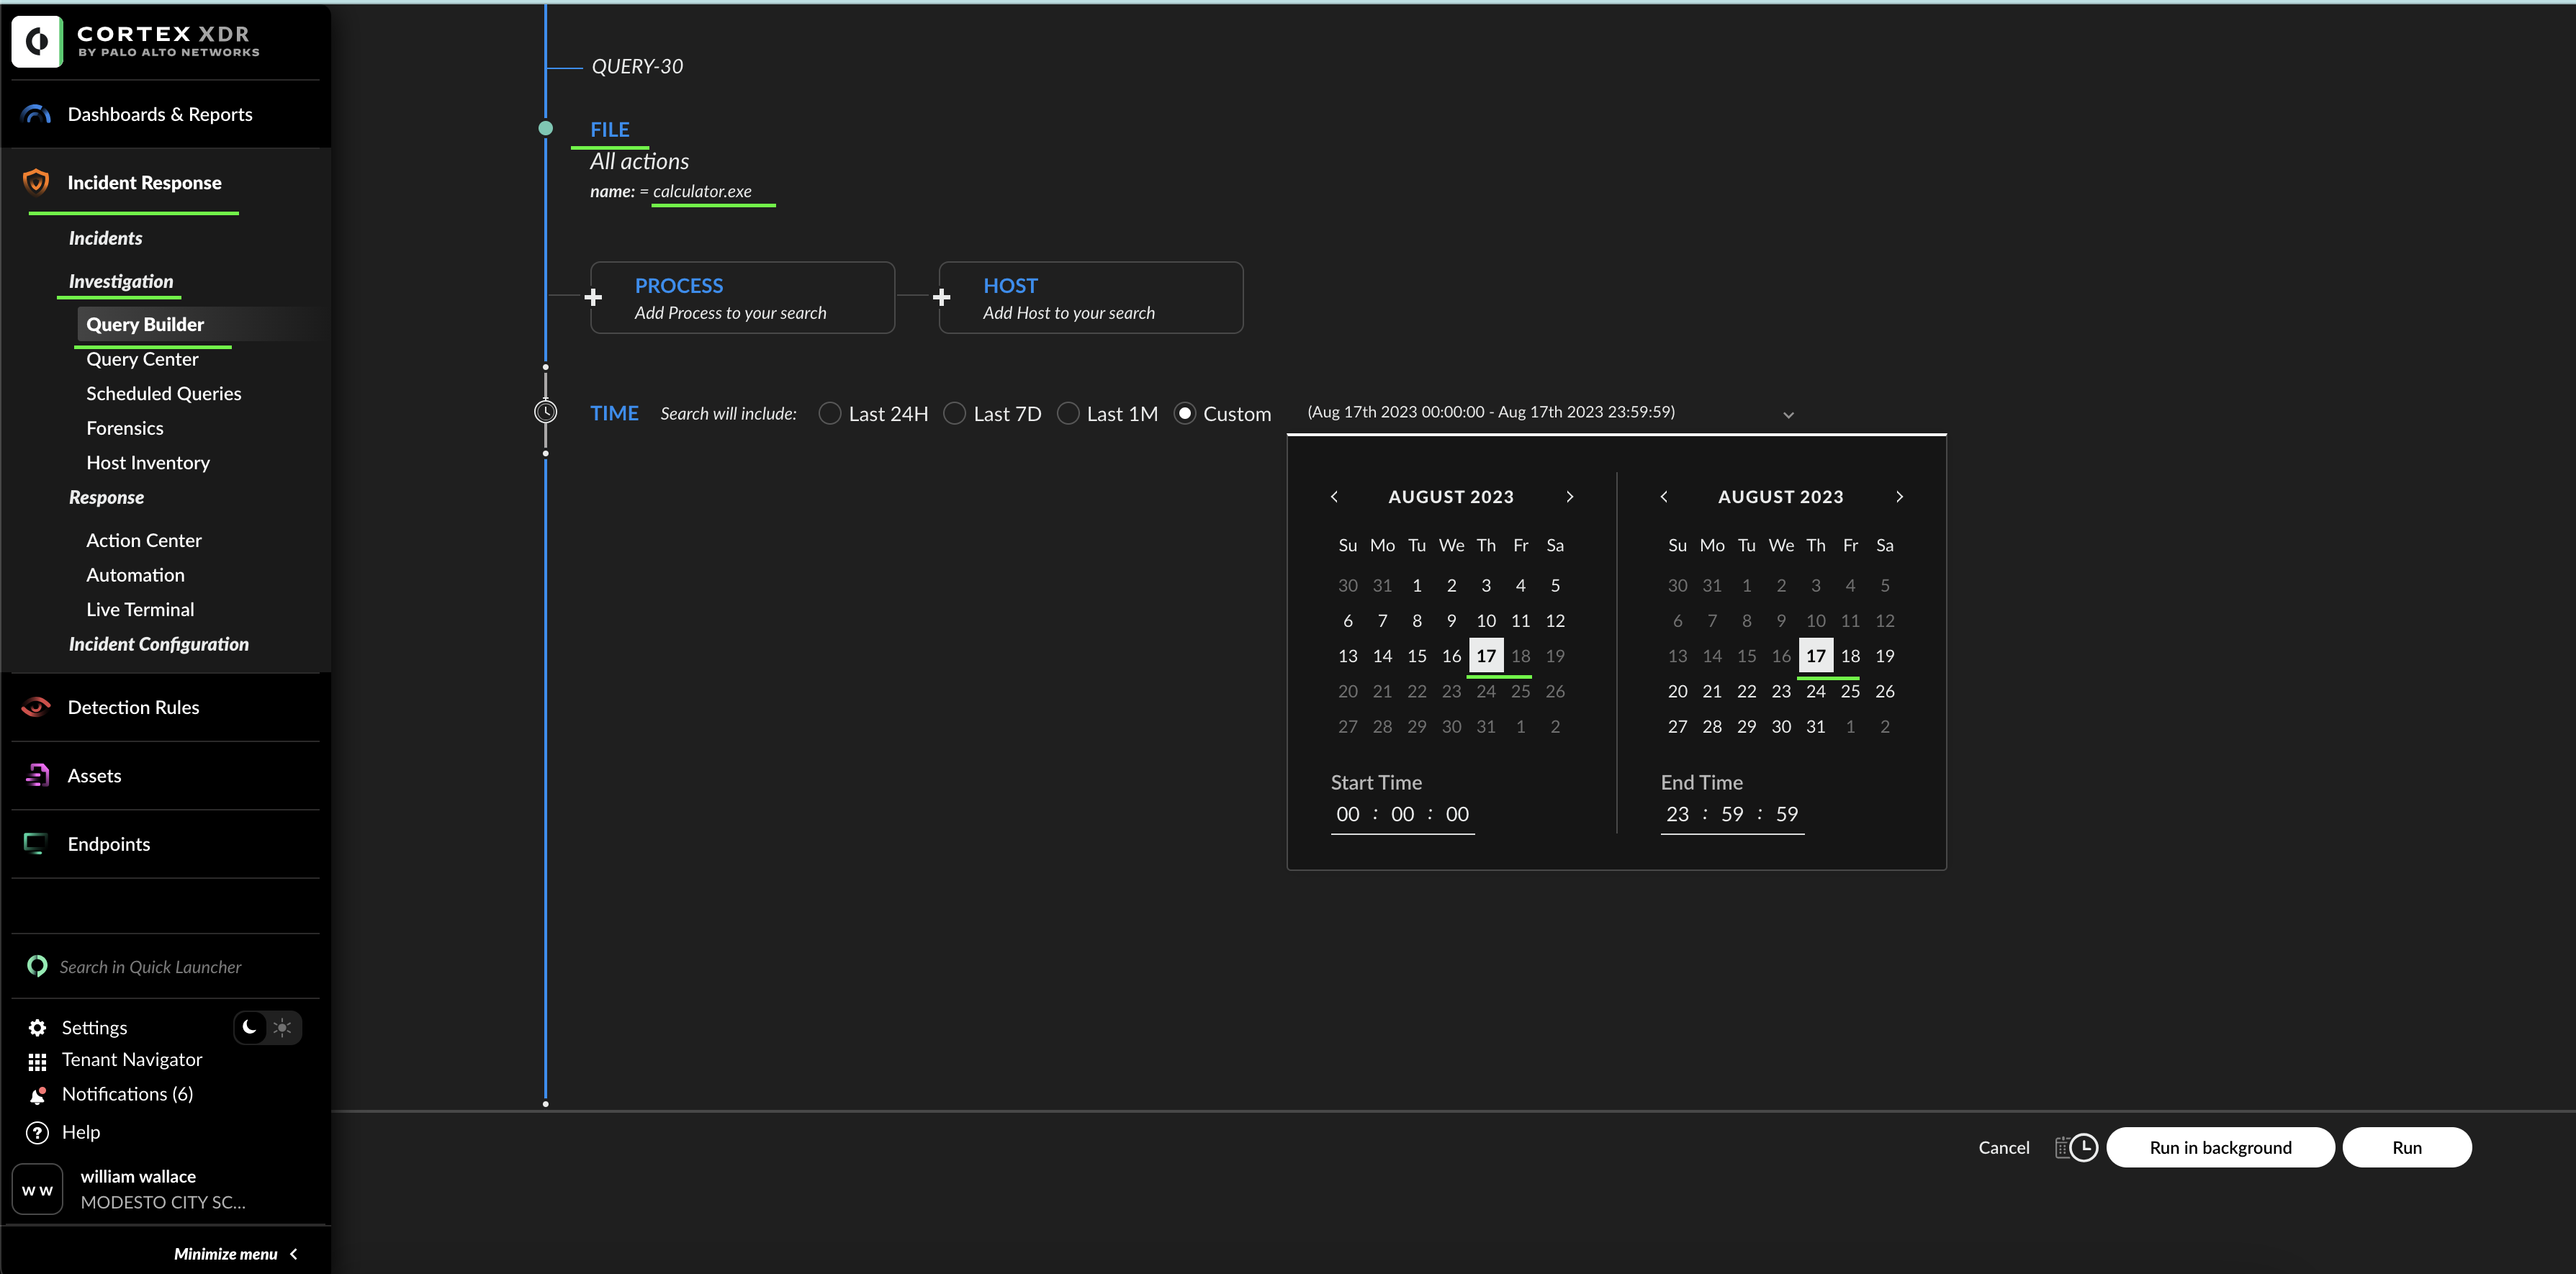 CORTEX XDR
BY PALO ALTO NETWORKS
Dashboards & Reports
Incident Response
Incidents
Investigation
Query Builder
Query Center
Scheduled Queries
Forensics
Host Inventory
Response
Action Center
Automation
Live Terminal
Incident Configuration
Detection Rules
Assets
Endpoints
Search in Quick Launcher
Settings
Tenant Navigator
Notifications (6)
Help
W W
william wallace
MODESTO CITY SC...
Minimize menu
QUERY-30
FILE
All actions
name: = calculator.exe
PROCESS
Add Process to your search
HOST
Add Host to your search
TIME Search will include: Last 24H Last 7D Last 1M Custom (Aug 17th 2023 00:00:00 - Aug 17th 2023 23:59:59)
AUGUST 2023
Su Mo Tu We Th Fr Sa
30 31 1 2 3 4 5
6 7 8 9 10 11 12
13 14 15 16 17 18 19
20 21 22 23 24 25 26
27 28 29 30 31 1 2
Start Time
00 : 00 : 00
AUGUST 2023
Su Mo Tu We Th Fr Sa
30 31 1 2 3 4 5
6 7 8 9 10 11 12
13 14 15 16 17 18 19
20 21 22 23 24 25 26
27 28 29 30 31 1 2
End Time
23 : 59 : 59
Cancel
Run in background
Run